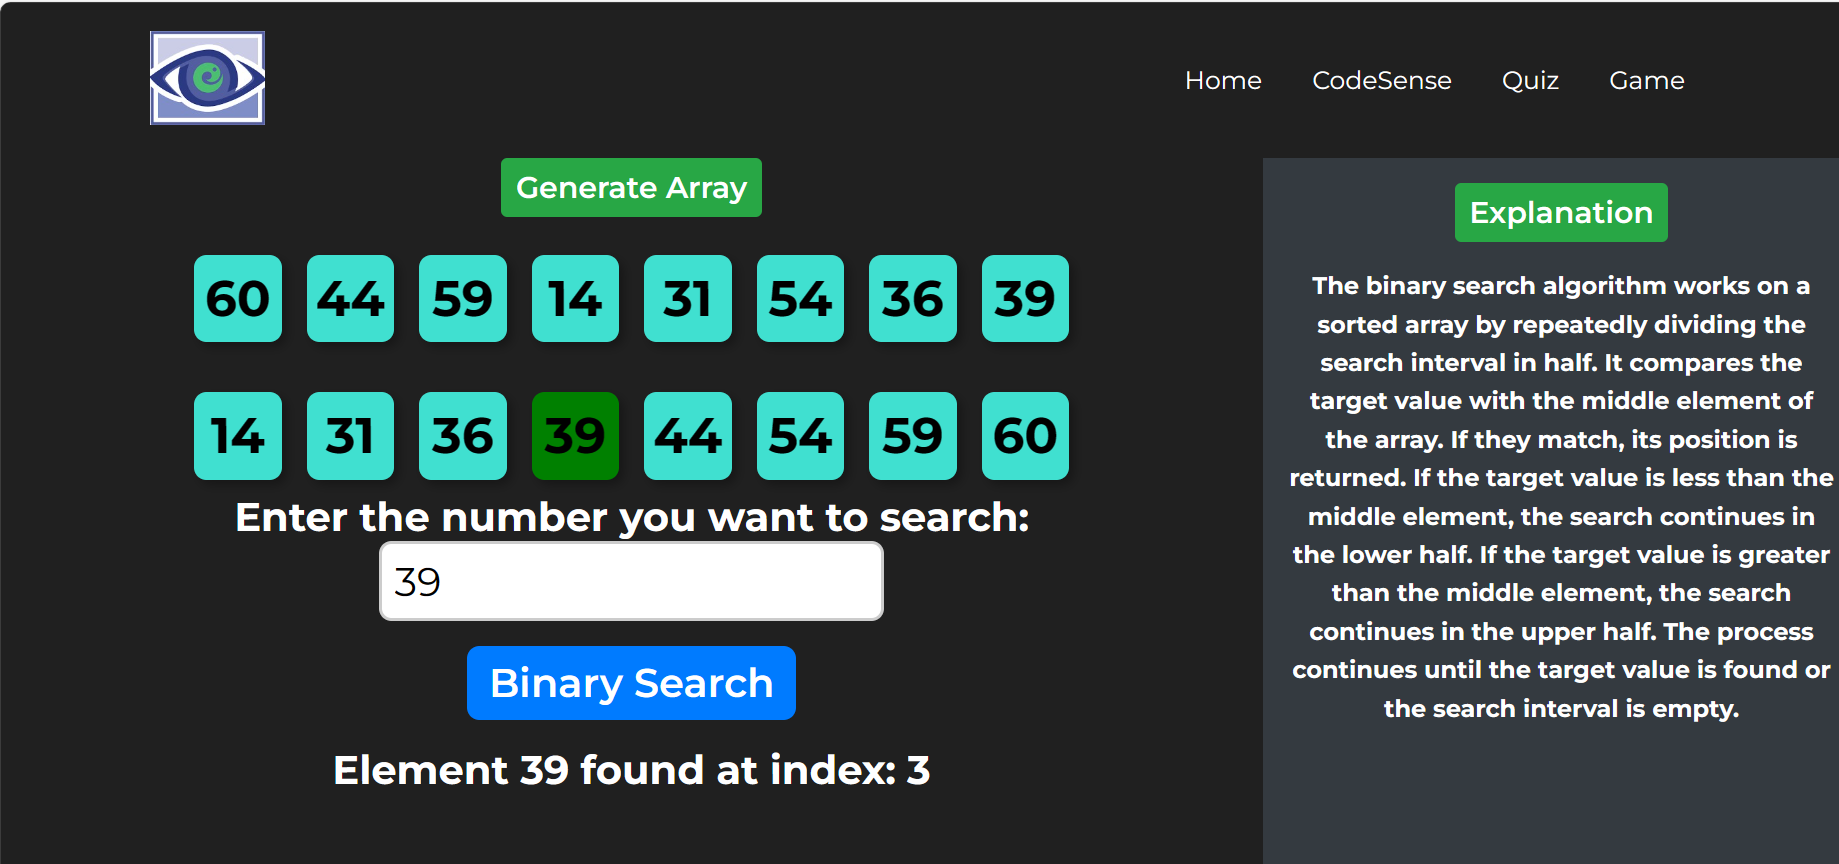 Home CodeSense Quiz Game
Generate Array
60 44 59 14 31 54 36 39
14 31 36 39 44 54 59 60
Enter the number you want to search:
39
Binary Search
Element 39 found at index: 3
Explanation
The binary search algorithm works on a
sorted array by repeatedly dividing the
search interval in half. It compares the
target value with the middle element of
the array. If they match, its position is
returned. If the target value is less than the
middle element, the search continues in
the lower half. If the target value is greater
than the middle element, the search
continues in the upper half. The process
continues until the target value is found or
the search interval is empty.